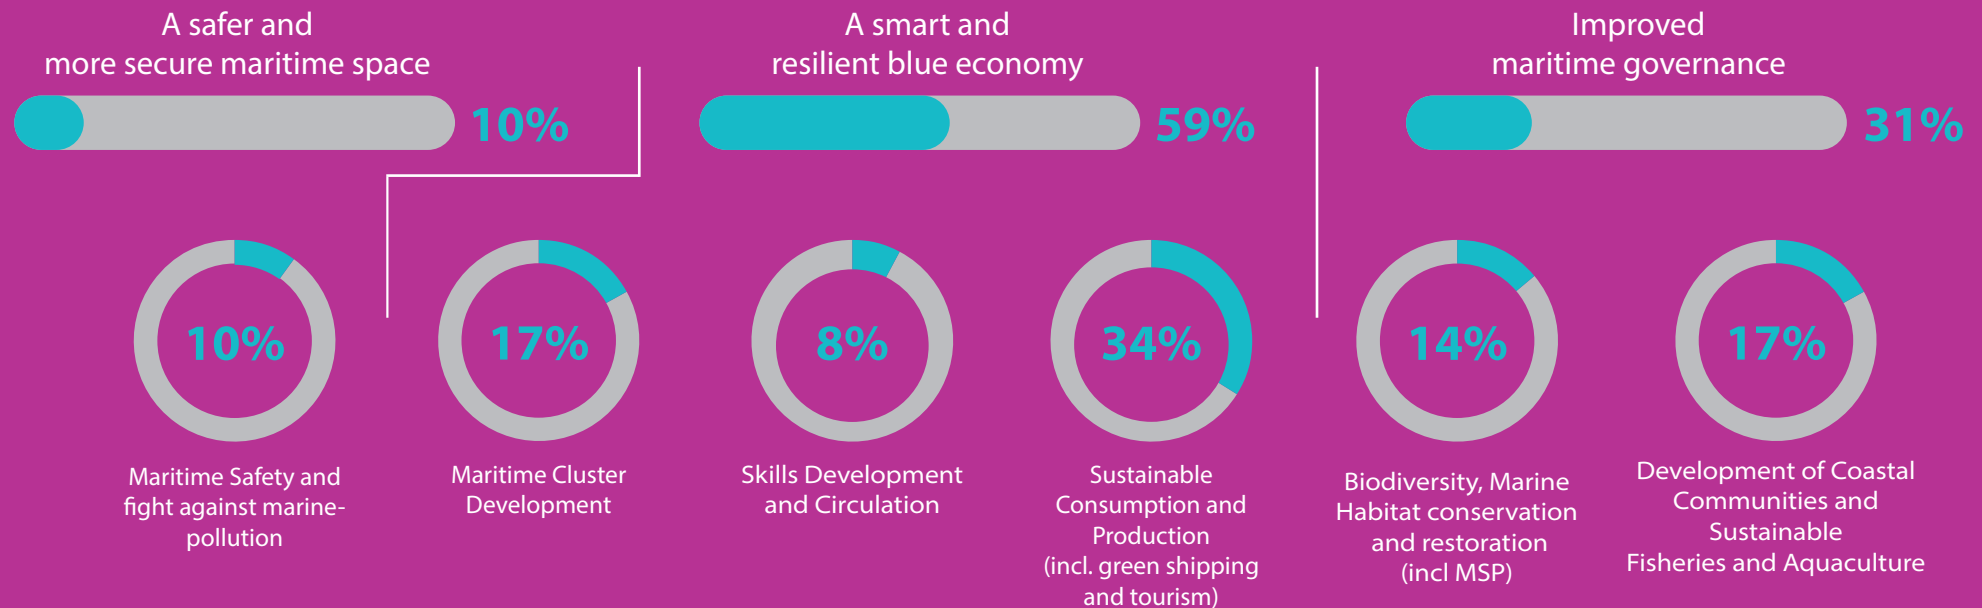 A safer and
more secure maritime space
10%
A smart and
resilient blue economy
59%
Improved
maritime governance
31%
10%
Maritime Safety and
fight against marine-
pollution
17%
Maritime Cluster
Development
8%
Skills Development
and Circulation
34%
Sustainable
Consumption and
Production
(incl. green shipping
and tourism)
14%
Biodiversity, Marine
Habitat conservation
and restoration
(incl MSP)
17%
Development of Coastal
Communities and
Sustainable
Fisheries and Aquaculture